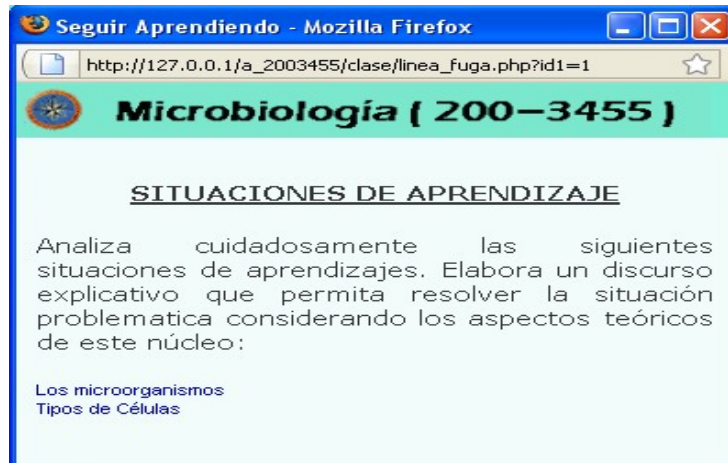 Seguir Aprendiendo - Mozilla Firefox
http://127.0.0.1/a_2003455/clase/linea_fuga.php?id1=1
Microbiología ( 200-3455 )
SITUACIONES DE APRENDIZAJE
Analiza cuidadosamente las siguientes
situaciones de aprendizajes. Elabora un discurso
explicativo que permita resolver la situación
problematica considerando los aspectos teóricos
de este núcleo:
Los microorganismos
Tipos de Células